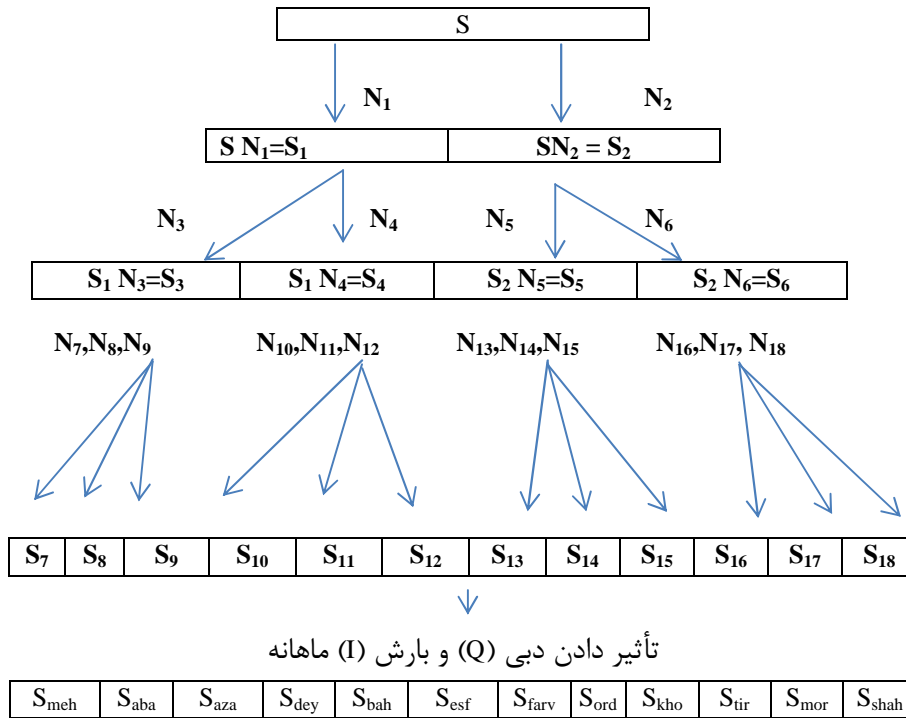 S
N₁ N₂
S N₁=S₁ SN₂ = S₂
N₃ N₄ N₅ N₆
S₁ N₃=S₃ S₁ N₄=S₄ S₂ N₅=S₅ S₂ N₆=S₆
N₇,N₈,N₉ N₁₀,N₁₁,N₁₂ N₁₃,N₁₄,N₁₅ N₁₆,N₁₇, N₁₈
S₇ S₈ S₉ S₁₀ S₁₁ S₁₂ S₁₃ S₁₄ S₁₅ S₁₆ S₁₇ S₁₈
تأثیر دادن دبی (Q) و بارش (I) ماهانه
Smeh Saba Saza Sdey Sbah Sesf Sfarv Sord Skho Stir Smor Sshah